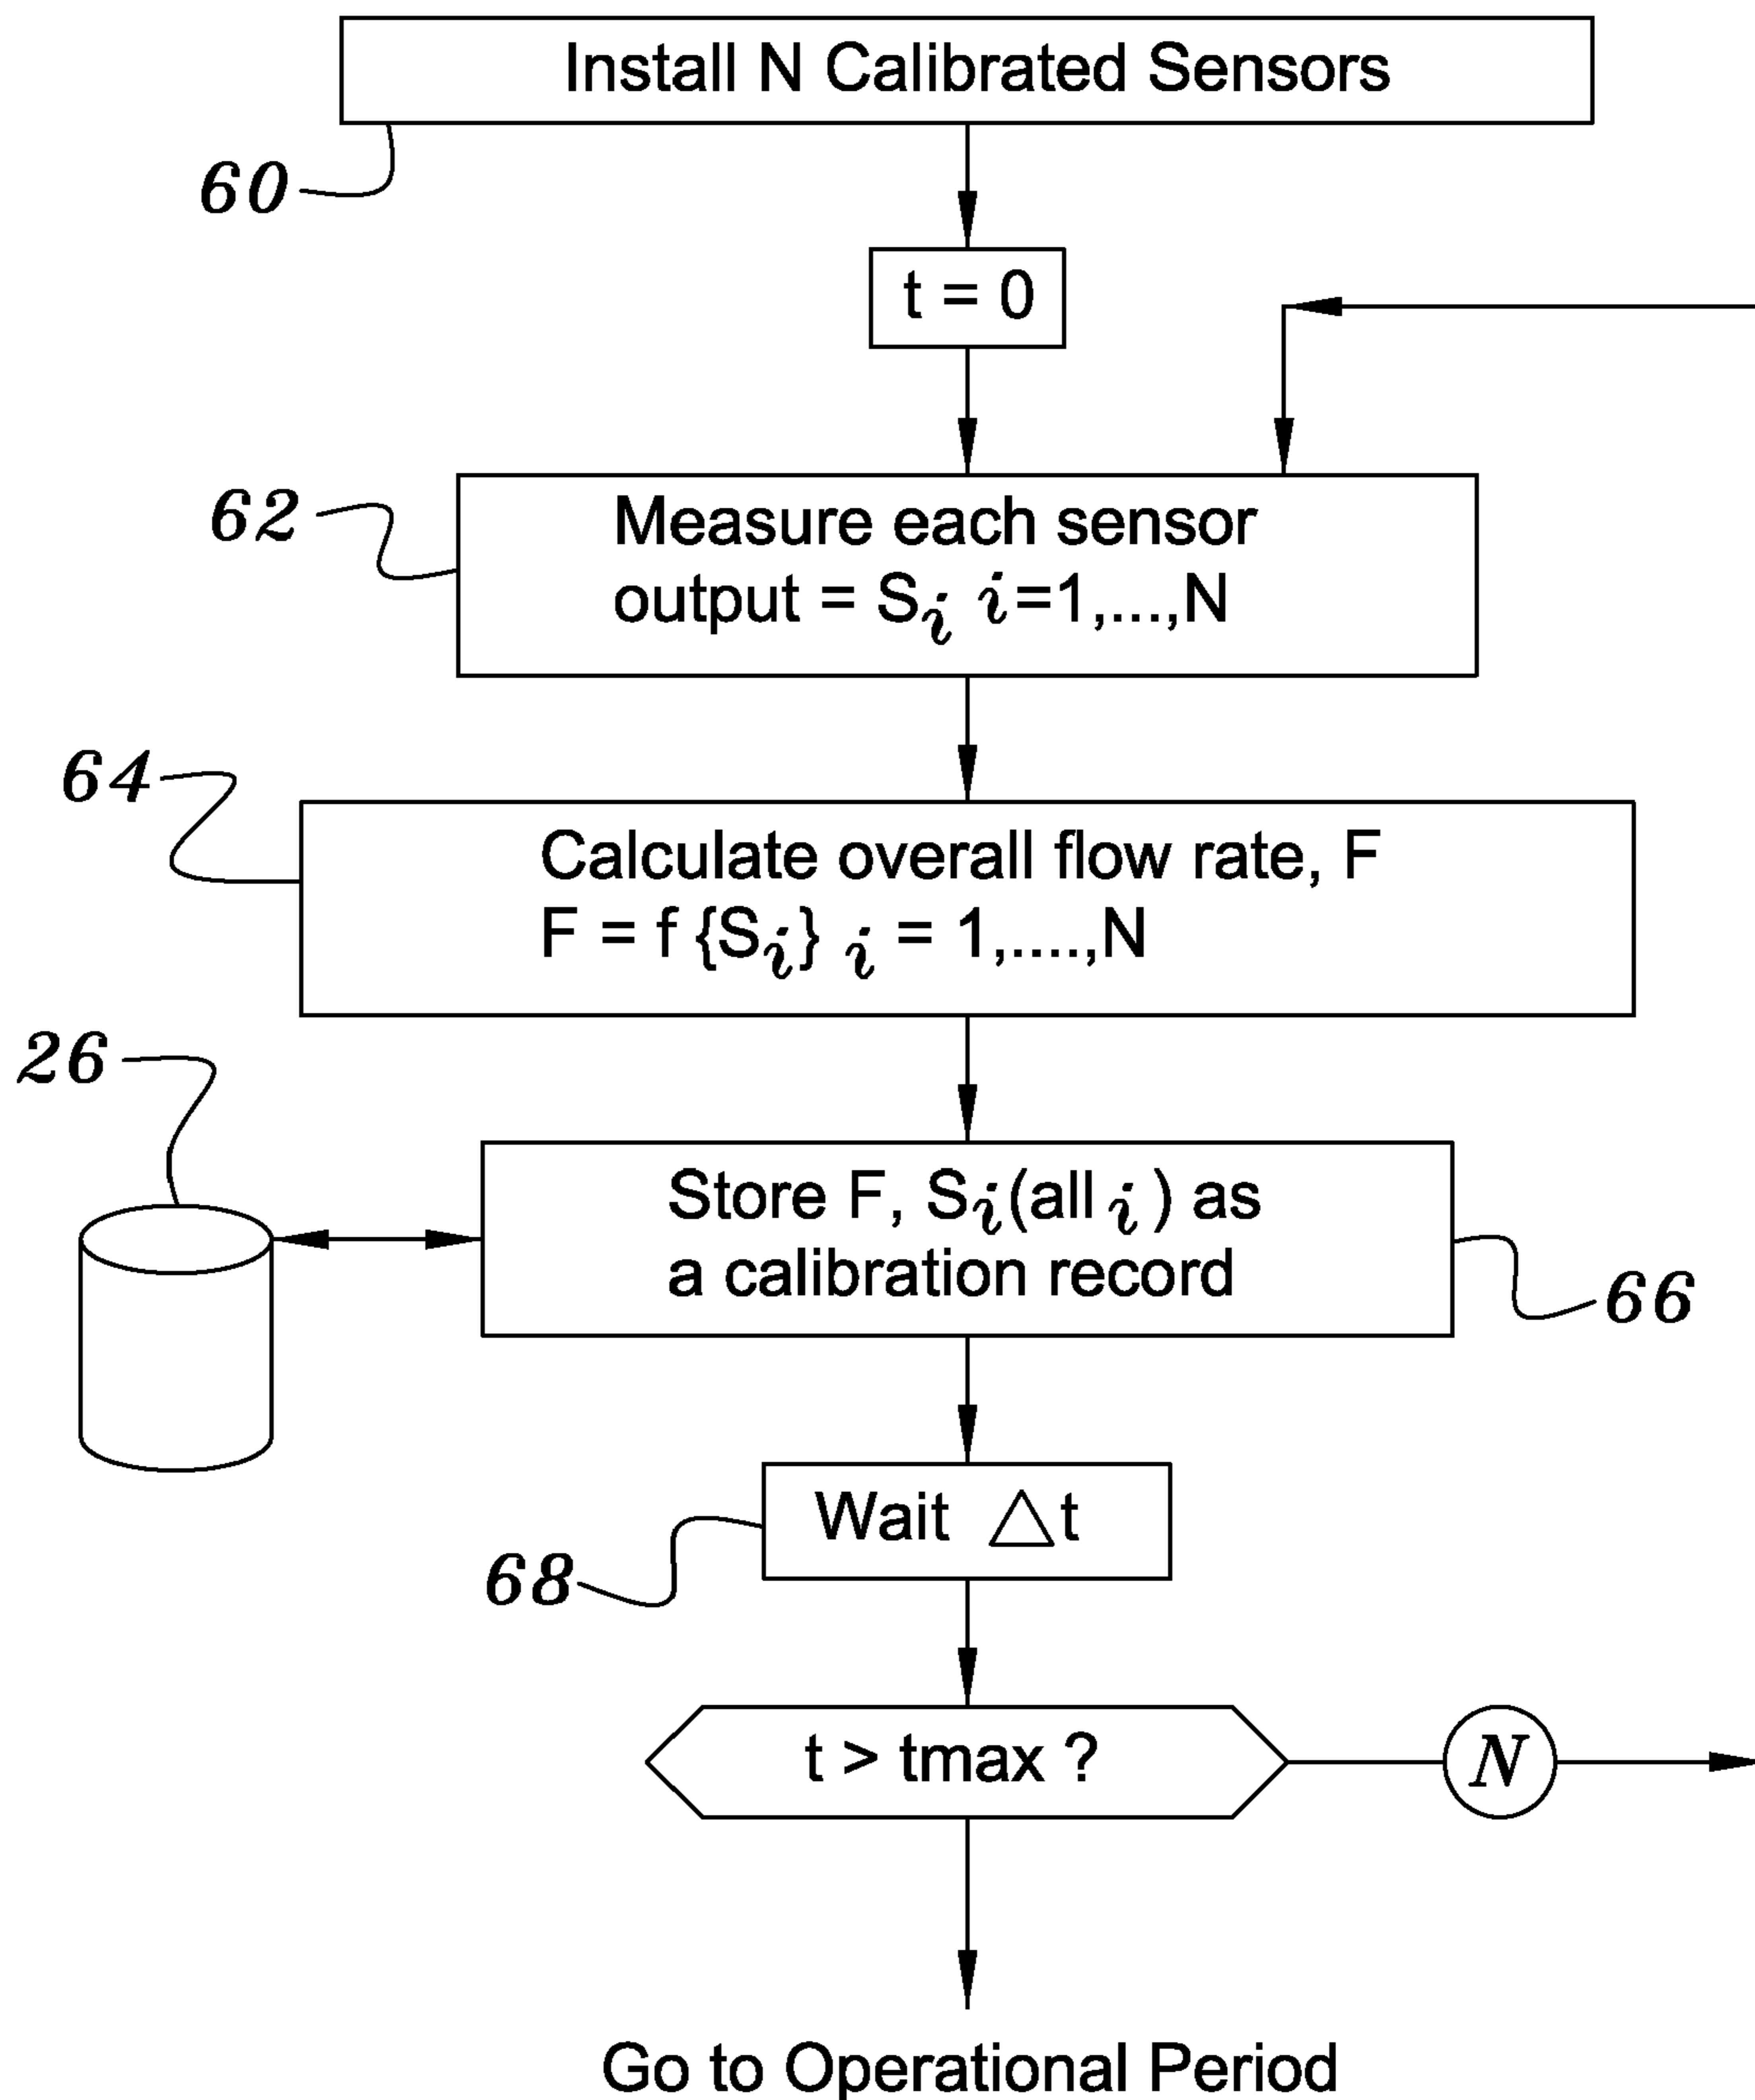 Install N Calibrated Sensors
60
t = 0
62
Measure each sensor
output = Si i=1,...,N
64
Calculate overall flow rate, F
F = f {Si} i = 1,....,N
26
Store F, Si(all i) as
a calibration record
66
Wait △t
68
t > tmax ?
N
Go to Operational Period